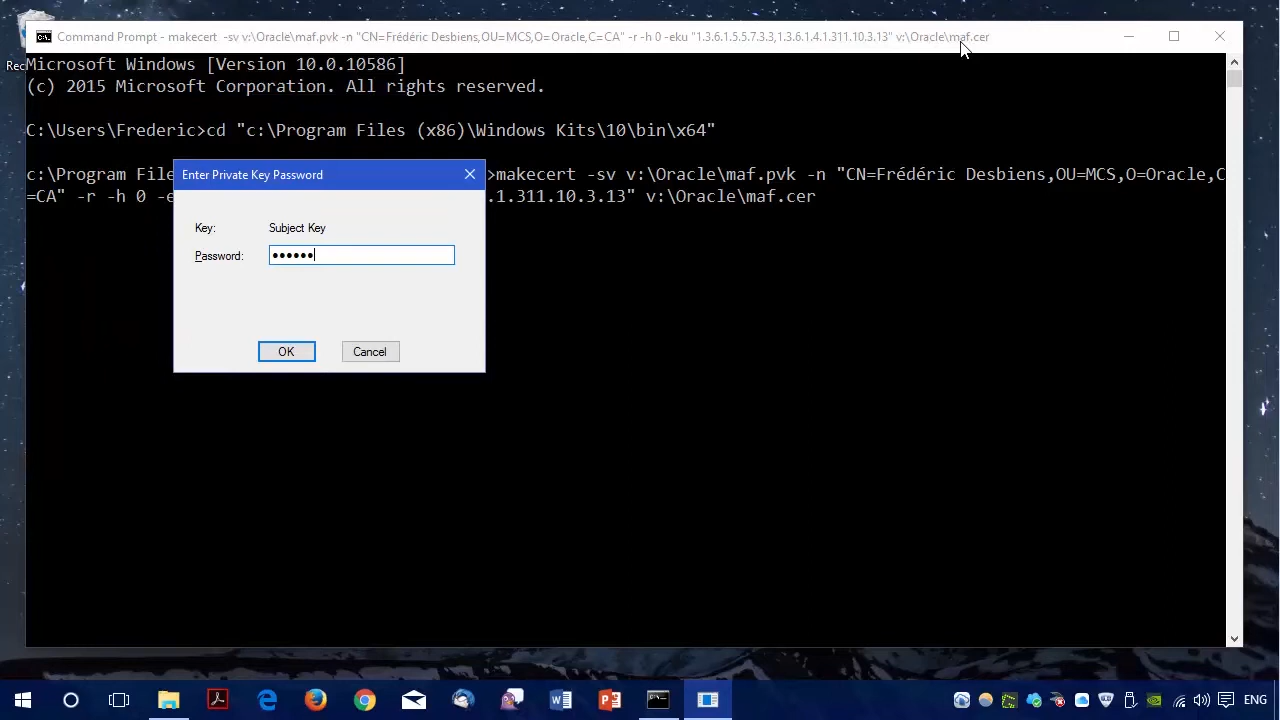 Command Prompt - makecert  -sv v:\Oracle\maf.pvk -n "CN=Frédéric Desbiens,OU=MCS,O=Oracle,C=CA" -r -h 0 -eku "1.3.6.1.5.5.7.3.3,1.3.6.1.4.1.311.10.3.13" v:\Oracle\maf.cer
Rec
Microsoft Windows [Version 10.0.10586]
(c) 2015 Microsoft Corporation. All rights reserved.
C:\Users\Frederic>cd "c:\Program Files (x86)\Windows Kits\10\bin\x64"
c:\Program File >makecert -sv v:\Oracle\maf.pvk -n "CN=Frédéric Desbiens,OU=MCS,O=Oracle,C
=CA" -r -h 0 -e .1.311.10.3.13" v:\Oracle\maf.cer
Enter Private Key Password
Key: Subject Key
Password: ●●●●●●
OK Cancel
ENG